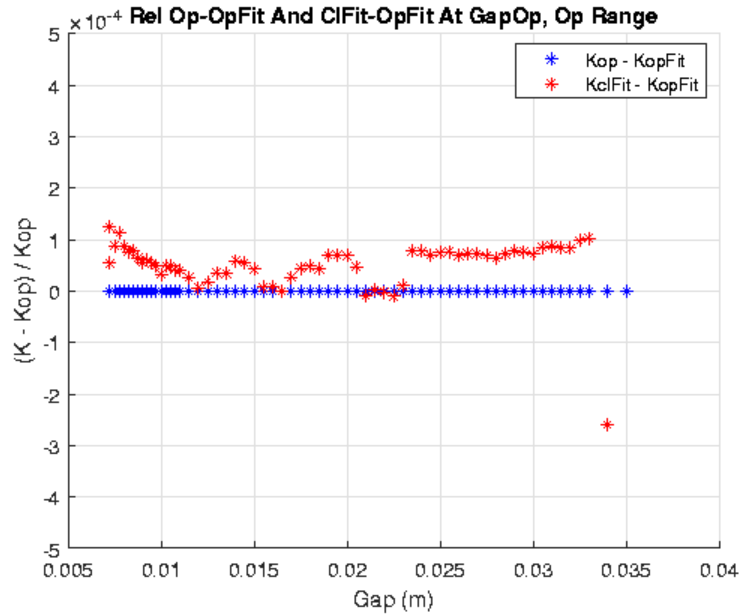 Rel Op-OpFit And ClFit-OpFit At GapOp, Op Range
×10⁻⁴
5
4
3
2
1
0
-1
-2
-3
-4
-5
(K - Kop) / Kop
Kop - KopFit
KclFit - KopFit
0.005 0.01 0.015 0.02 0.025 0.03 0.035 0.04
Gap (m)